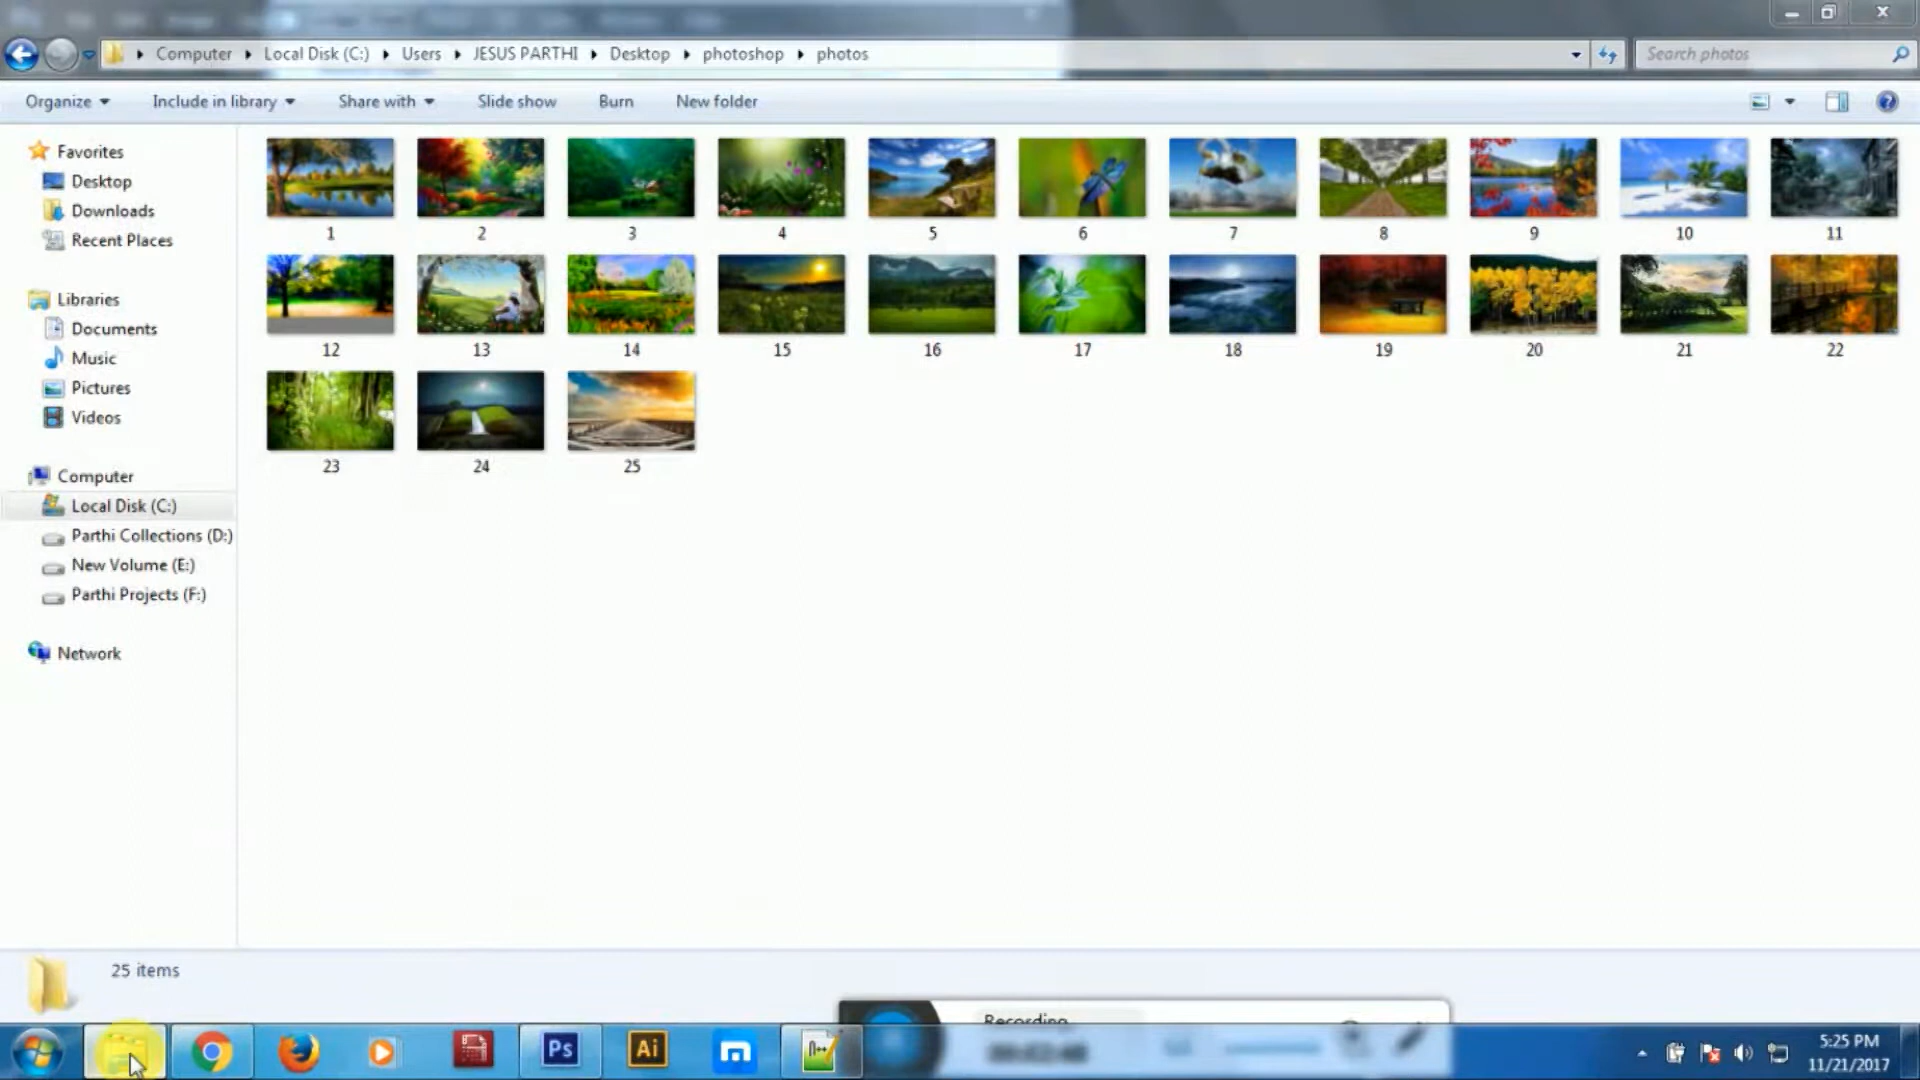 Computer Local Disk (C:) Users JESUS PARTHI Desktop photoshop photos Search photos
Organize Include in library Share with Slide show Burn New folder
Favorites
Desktop
Downloads
Recent Places
Libraries
Documents
Music
Pictures
Videos
Computer
Local Disk (C:)
Parthi Collections (D:)
New Volume (E:)
Parthi Projects (F:)
Network
1 2 3 4 5 6 7 8 9 10 11
12 13 14 15 16 17 18 19 20 21 22
23 24 25
25 items
Recording
Ps Ai
5:25 PM
11/21/2017